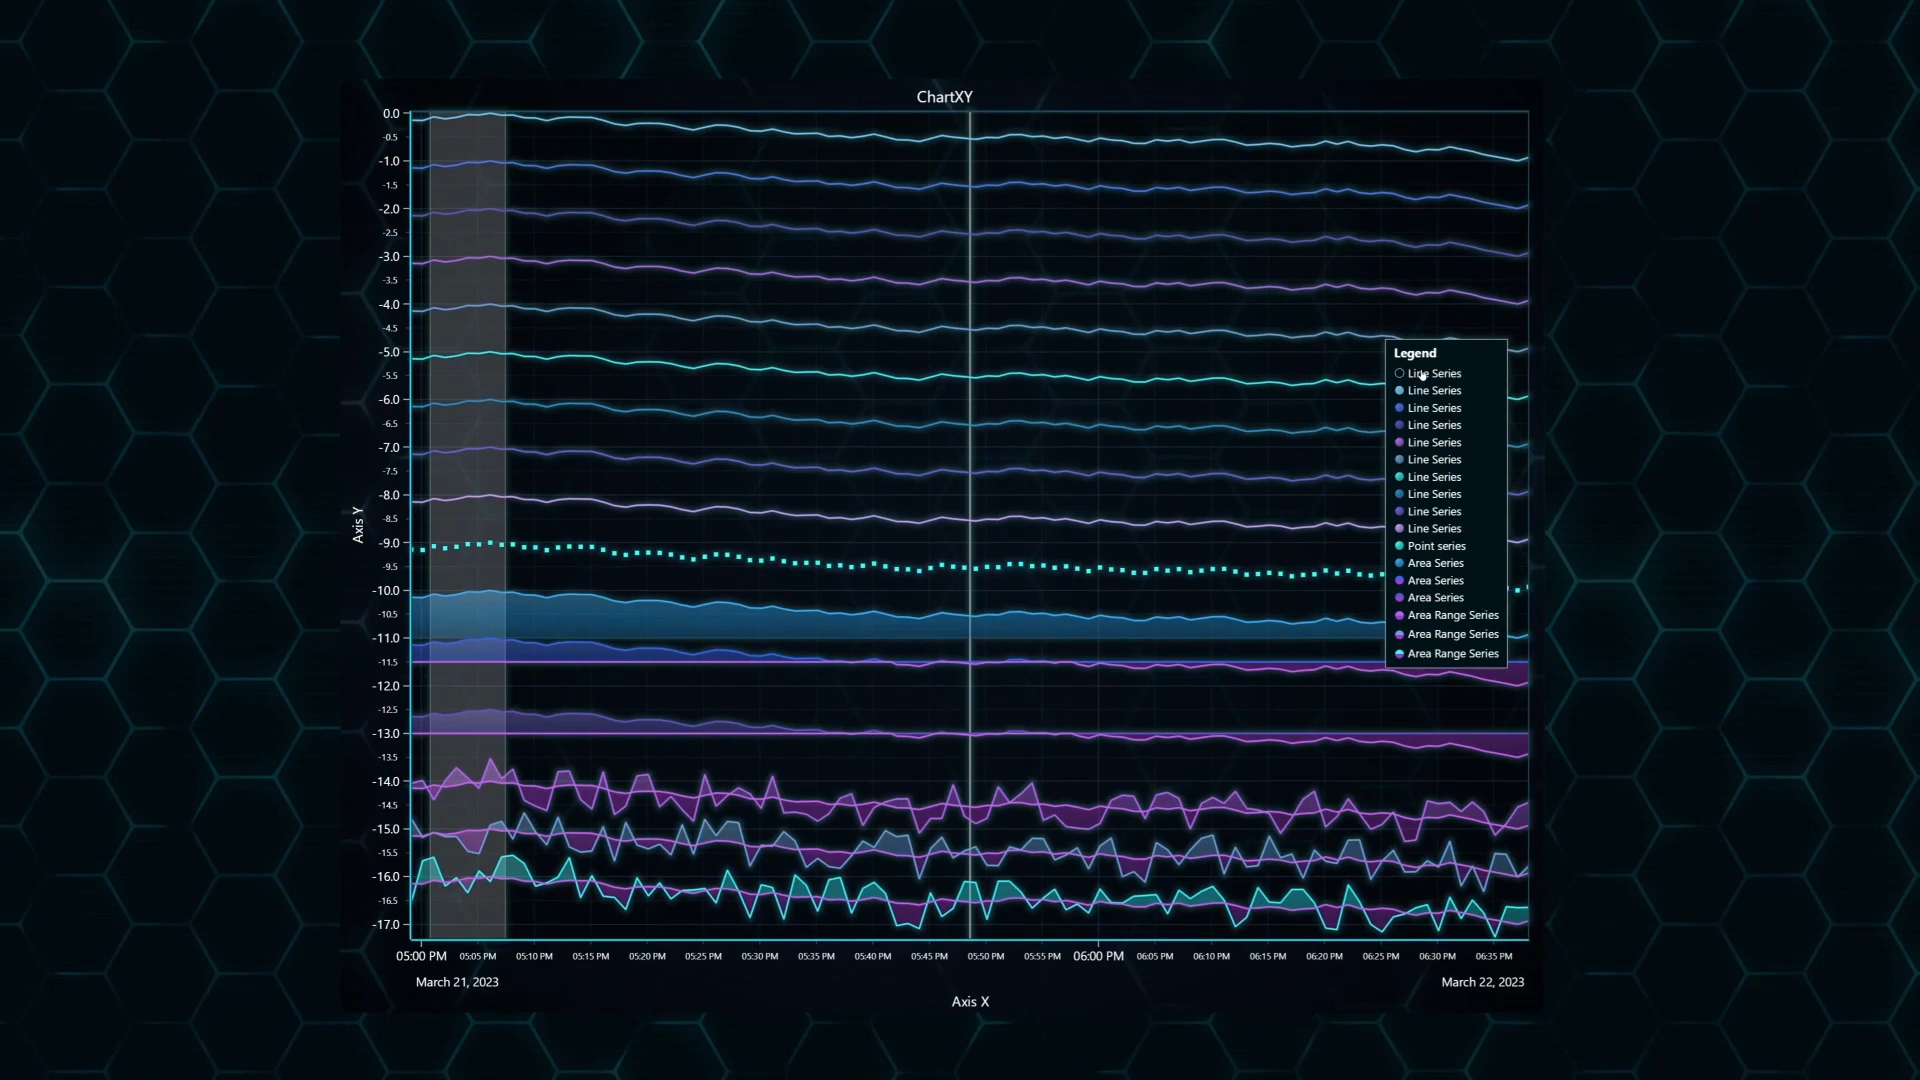 ChartXY
0.0
-0.5
-1.0
-1.5
-2.0
-2.5
-3.0
-3.5
-4.0
-4.5
-5.0
-5.5
-6.0
-6.5
-7.0
-7.5
-8.0
-8.5
-9.0
-9.5
-10.0
-10.5
-11.0
-11.5
-12.0
-12.5
-13.0
-13.5
-14.0
-14.5
-15.0
-15.5
-16.0
-16.5
-17.0
Axis Y
Legend
Line Series
Line Series
Line Series
Line Series
Line Series
Line Series
Line Series
Line Series
Line Series
Line Series
Point series
Area Series
Area Series
Area Series
Area Range Series
Area Range Series
Area Range Series
05:00 PM 05:05 PM 05:10 PM 05:15 PM 05:20 PM 05:25 PM 05:30 PM 05:35 PM 05:40 PM 05:45 PM 05:50 PM 05:55 PM 06:00 PM 06:05 PM 06:10 PM 06:15 PM 06:20 PM 06:25 PM 06:30 PM 06:35 PM
March 21, 2023 March 22, 2023
Axis X